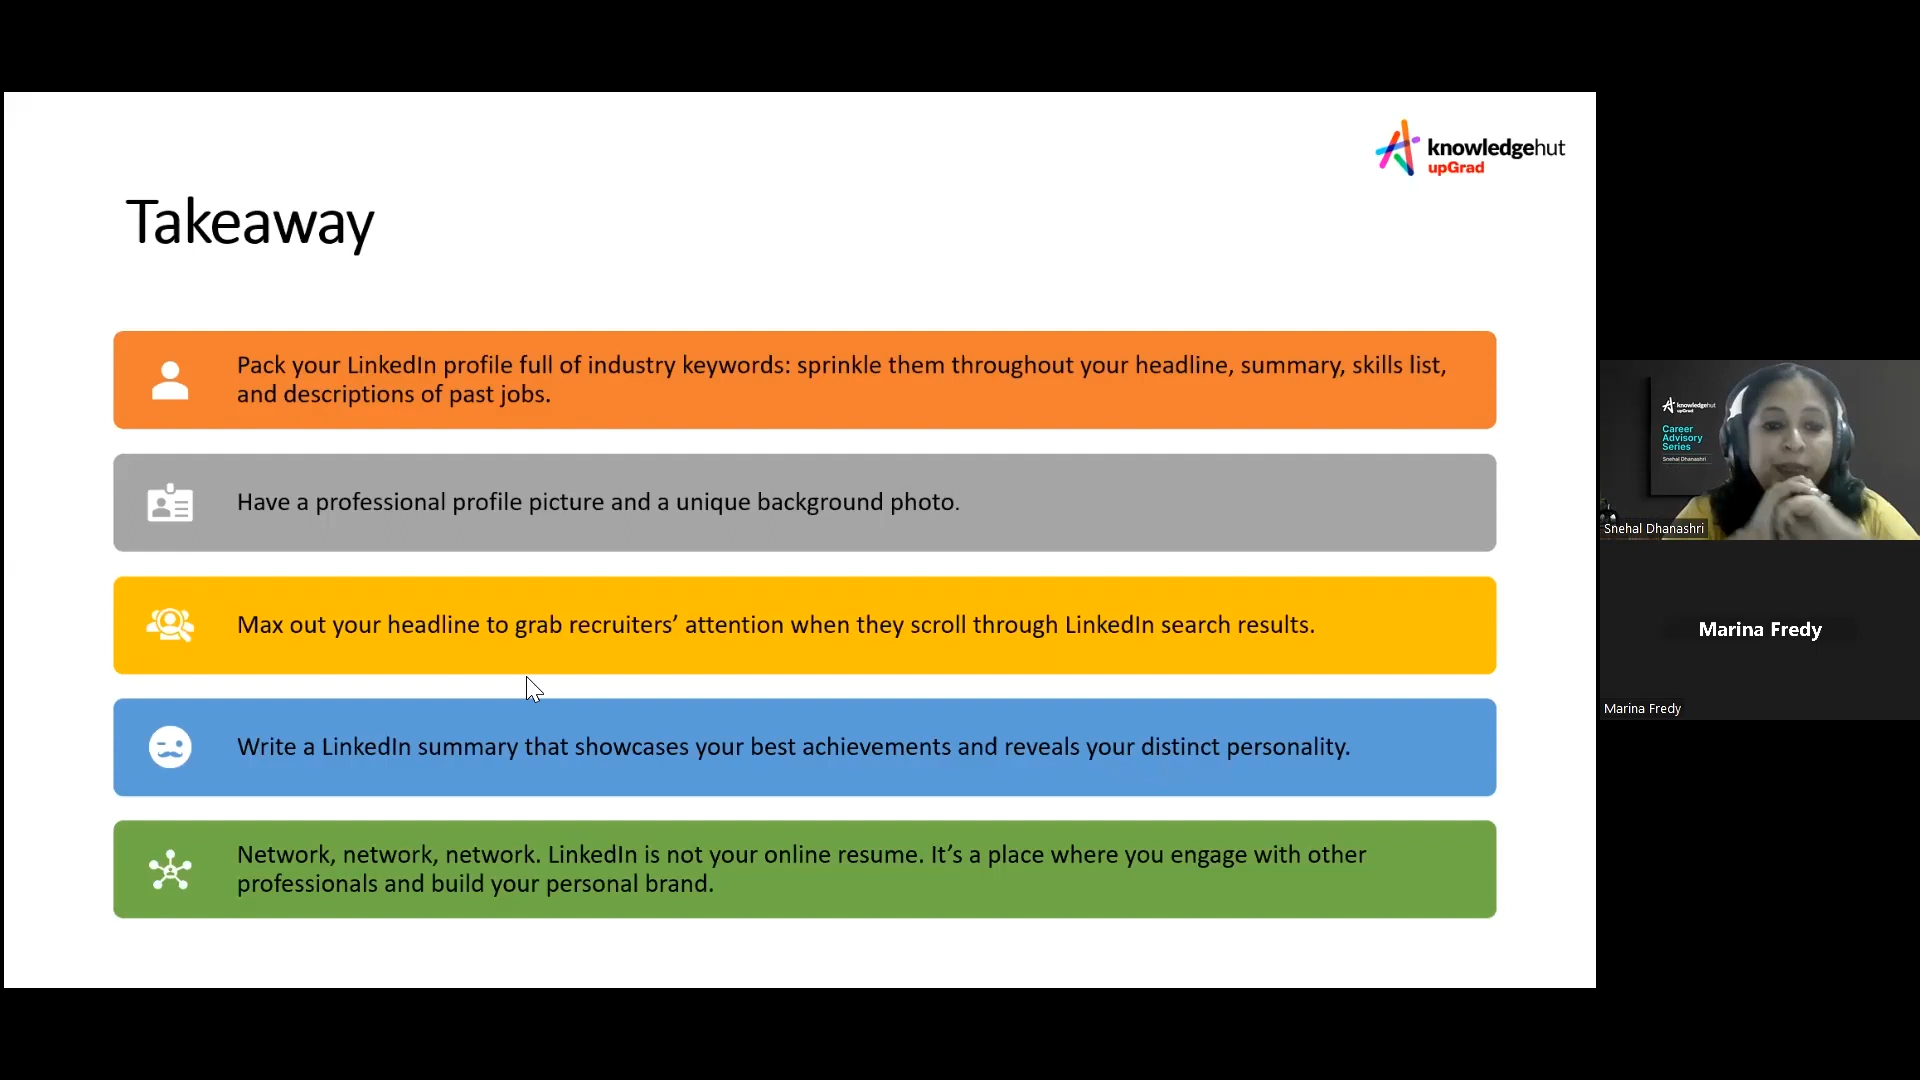 knowledgehut
upGrad
Takeaway
Pack your LinkedIn profile full of industry keywords: sprinkle them throughout your headline, summary, skills list,
and descriptions of past jobs.
Have a professional profile picture and a unique background photo.
Max out your headline to grab recruiters’ attention when they scroll through LinkedIn search results.
Write a LinkedIn summary that showcases your best achievements and reveals your distinct personality.
Network, network, network. LinkedIn is not your online resume. It’s a place where you engage with other
professionals and build your personal brand.
knowledgehut
upGrad
Career
Advisory
Series
Snehal Dhanashri
Snehal Dhanashri
Marina Fredy
Marina Fredy